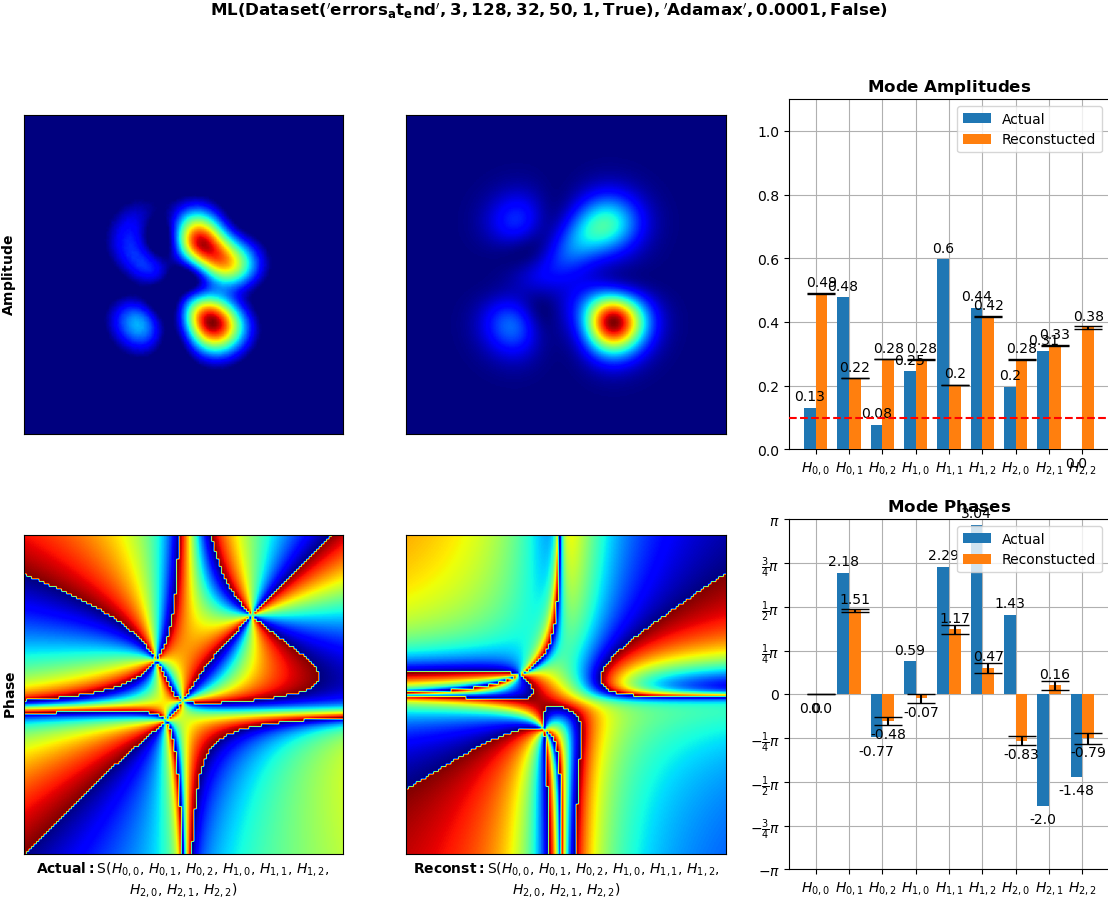 ML(Dataset('errors_at_end', 3, 128, 32, 50, 1, True), 'Adamax', 0.0001, False)
Amplitude
Mode Amplitudes
Actual
Reconstucted
1.0
0.8
0.6
0.4
0.2
0.0
0.13
0.49
0.48
0.22
0.08
0.28
0.25
0.28
0.6
0.2
0.44
0.42
0.2
0.28
0.31
0.33
0.0
0.38
H0,0 H0,1 H0,2 H1,0 H1,1 H1,2 H2,0 H2,1 H2,2
Phase
Mode Phases
Actual
Reconstucted
π
3/4π
1/2π
1/4π
0
−1/4π
−1/2π
−3/4π
−π
0.0
0.0
2.18
1.51
-0.77
-0.48
0.59
-0.07
2.29
1.17
3.04
0.47
1.43
-0.83
-2.0
0.16
-1.48
-0.79
H0,0 H0,1 H0,2 H1,0 H1,1 H1,2 H2,0 H2,1 H2,2
Actual: S(H0,0, H0,1, H0,2, H1,0, H1,1, H1,2,
H2,0, H2,1, H2,2)
Reconst: S(H0,0, H0,1, H0,2, H1,0, H1,1, H1,2,
H2,0, H2,1, H2,2)